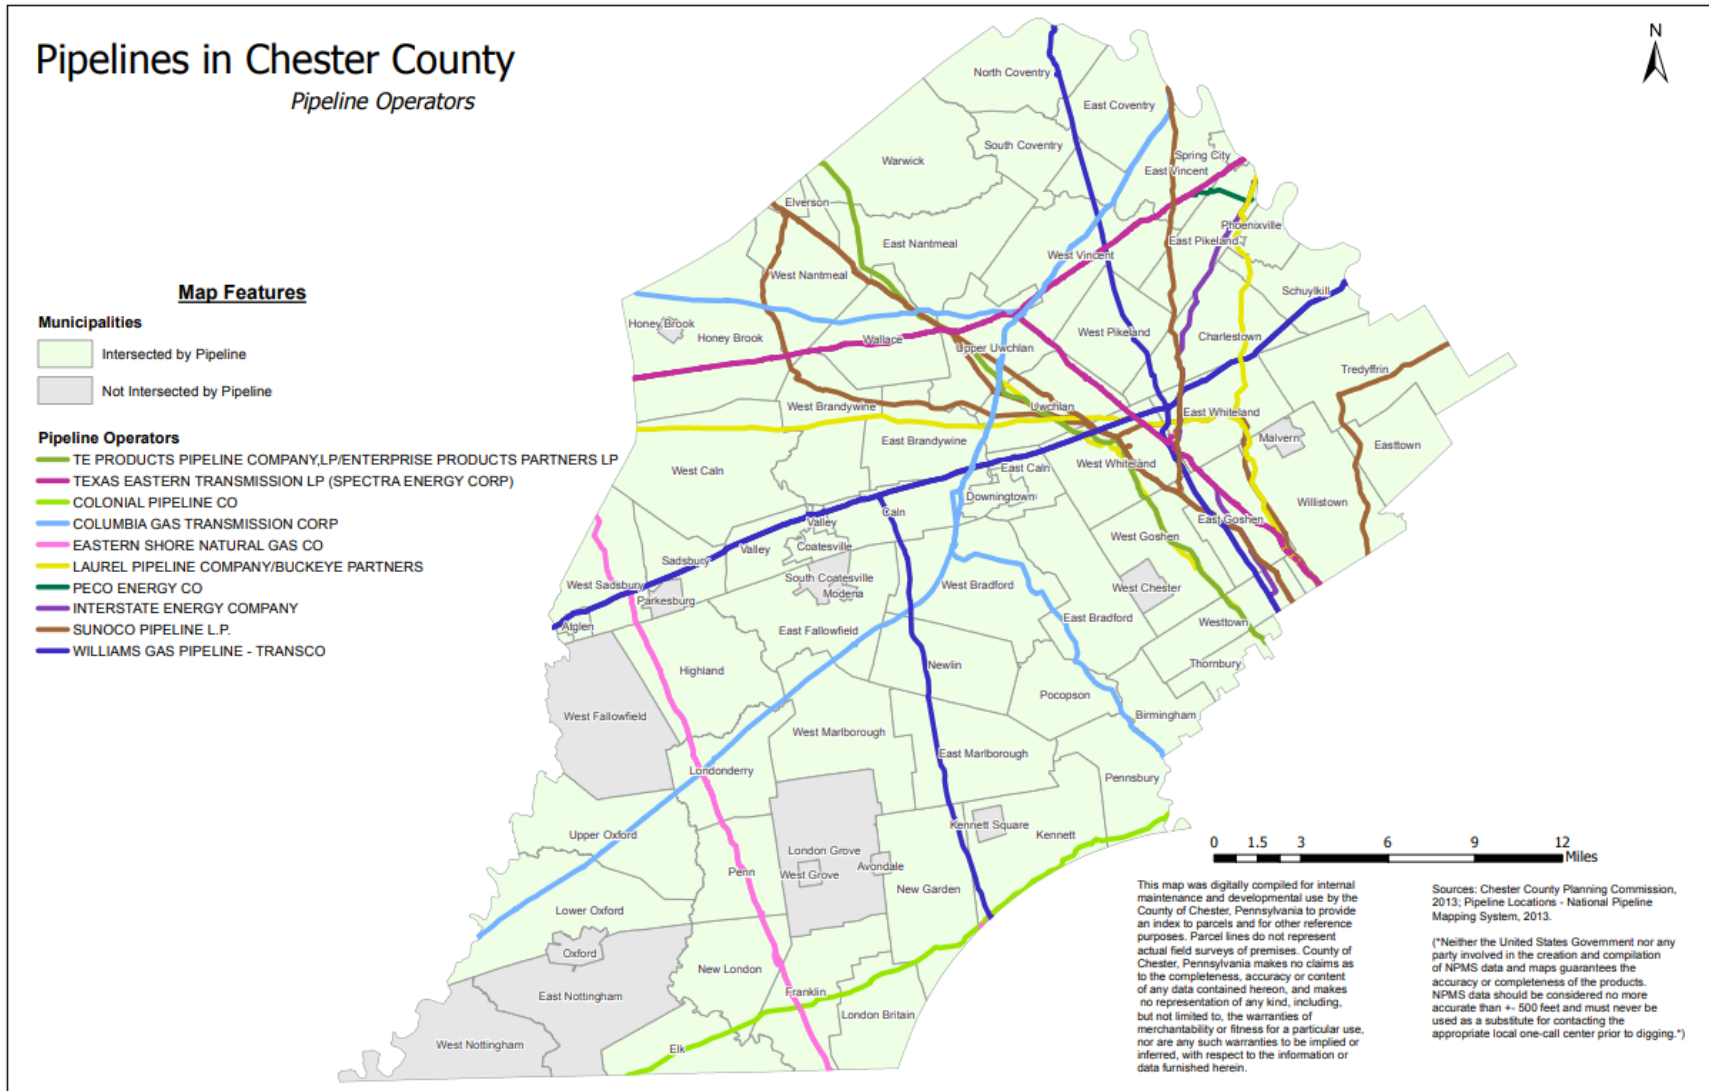 Pipelines in Chester County
Pipeline Operators
N
Map Features
Municipalities
Intersected by Pipeline
Not Intersected by Pipeline
Pipeline Operators
TE PRODUCTS PIPELINE COMPANY,LP/ENTERPRISE PRODUCTS PARTNERS LP
TEXAS EASTERN TRANSMISSION LP (SPECTRA ENERGY CORP)
COLONIAL PIPELINE CO
COLUMBIA GAS TRANSMISSION CORP
EASTERN SHORE NATURAL GAS CO
LAUREL PIPELINE COMPANY/BUCKEYE PARTNERS
PECO ENERGY CO
INTERSTATE ENERGY COMPANY
SUNOCO PIPELINE L.P.
WILLIAMS GAS PIPELINE - TRANSCO
North Coventry
East Coventry
South Coventry
Warwick
Spring City
East Vincent
Elverson
Phoenixville
East Nantmeal
East Pikeland
West Vincent
West Nantmeal
Schuylkill
Honey Brook
Honey Brook
Wallace
West Pikeland
Charlestown
Upper Uwchlan
Tredyffrin
West Brandywine
Uwchlan
East Whiteland
Malvern
Easttown
East Brandywine
West Whiteland
West Caln
East Caln
Downingtown
Willistown
Caln
Valley
East Goshen
West Goshen
Valley
Coatesville
Sadsbury
South Coatesville
Modena
West Sadsbury
Parkesburg
West Bradford
West Chester
East Bradford
Westtown
Atglen
East Fallowfield
Newlin
Thornbury
Highland
Pocopson
West Fallowfield
Birmingham
West Marlborough
East Marlborough
Londonderry
Pennsbury
Upper Oxford
Kennett Square
Kennett
London Grove
Avondale
West Grove
Penn
New Garden
Lower Oxford
Oxford
New London
East Nottingham
Franklin
London Britain
West Nottingham
Elk
0 1.5 3 6 9 12
Miles
This map was digitally compiled for internal
maintenance and developmental use by the
County of Chester, Pennsylvania to provide
an index to parcels and for other reference
purposes. Parcel lines do not represent
actual field surveys of premises. County of
Chester, Pennsylvania makes no claims as
to the completeness, accuracy or content
of any data contained hereon, and makes
no representation of any kind, including,
but not limited to, the warranties of
merchantability or fitness for a particular use,
nor are any such warranties to be implied or
inferred, with respect to the information or
data furnished herein.
Sources: Chester County Planning Commission,
2013; Pipeline Locations - National Pipeline
Mapping System, 2013.
(*Neither the United States Government nor any
party involved in the creation and compilation
of NPMS data and maps guarantees the
accuracy or completeness of the products.
NPMS data should be considered no more
accurate than +- 500 feet and must never be
used as a substitute for contacting the
appropriate local one-call center prior to digging.*)